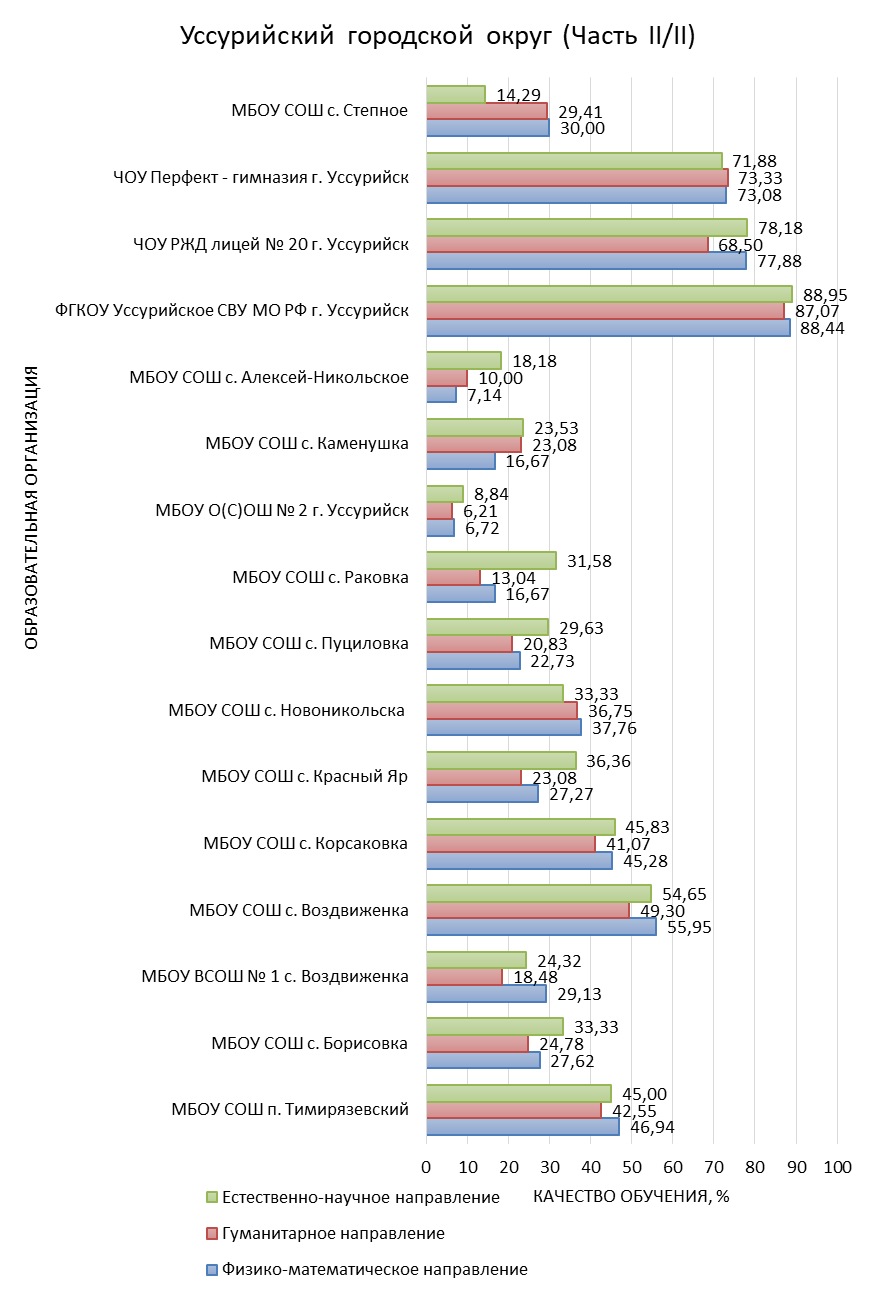 Уссурийский городской округ (Часть II/II)
МБОУ СОШ с. Степное
14,29
29,41
30,00
ЧОУ Перфект - гимназия г. Уссурийск
71,88
73,33
73,08
ЧОУ РЖД лицей № 20 г. Уссурийск
78,18
68,50
77,88
ФГКОУ Уссурийское СВУ МО РФ г. Уссурийск
88,95
87,07
88,44
МБОУ СОШ с. Алексей-Никольское
18,18
10,00
7,14
МБОУ СОШ с. Каменушка
23,53
23,08
16,67
МБОУ О(С)ОШ № 2 г. Уссурийск
8,84
6,21
6,72
МБОУ СОШ с. Раковка
31,58
13,04
16,67
МБОУ СОШ с. Пуциловка
29,63
20,83
22,73
МБОУ СОШ с. Новоникольска
33,33
36,75
37,76
МБОУ СОШ с. Красный Яр
36,36
23,08
27,27
МБОУ СОШ с. Корсаковка
45,83
41,07
45,28
МБОУ СОШ с. Воздвиженка
54,65
49,30
55,95
МБОУ ВСОШ № 1 с. Воздвиженка
24,32
18,48
29,13
МБОУ СОШ с. Борисовка
33,33
24,78
27,62
МБОУ СОШ п. Тимирязевский
45,00
42,55
46,94
ОБРАЗОВАТЕЛЬНАЯ ОРГАНИЗАЦИЯ
0 10 20 30 40 50 60 70 80 90 100
КАЧЕСТВО ОБУЧЕНИЯ, %
Естественно-научное направление
Гуманитарное направление
Физико-математическое направление